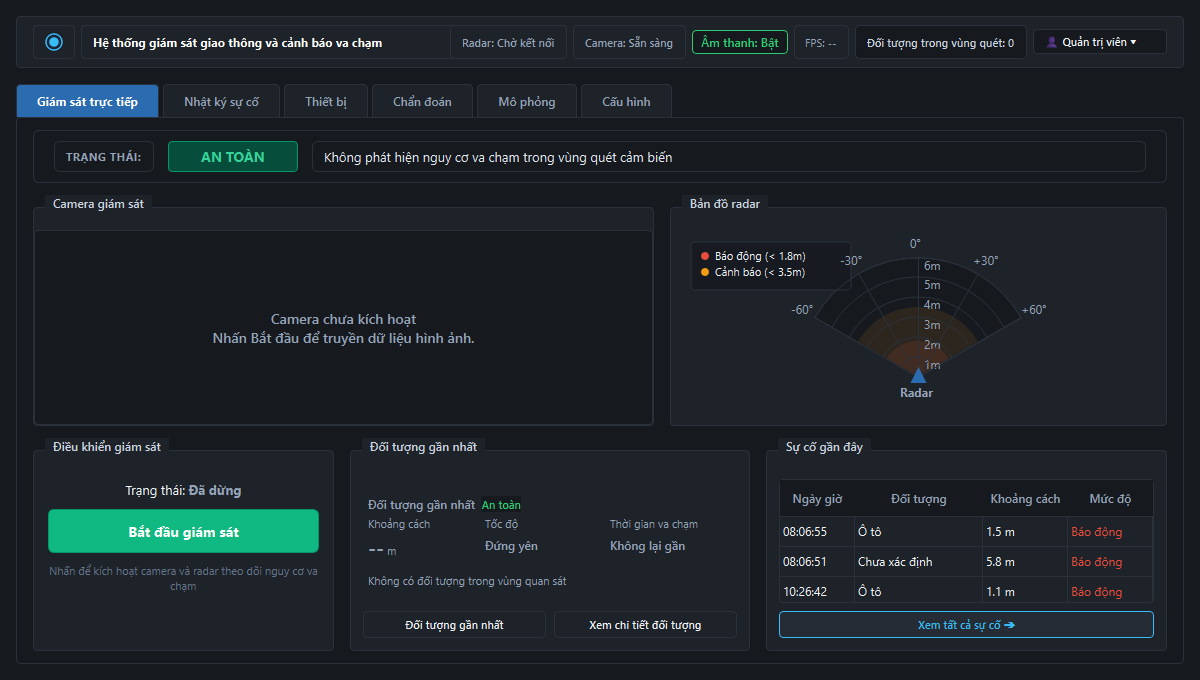 Hệ thống giám sát giao thông và cảnh báo va chạm
Radar: Chờ kết nối
Camera: Sẵn sàng
Âm thanh: Bật
FPS: --
Đối tượng trong vùng quét: 0
Quản trị viên
Giám sát trực tiếp
Nhật ký sự cố
Thiết bị
Chẩn đoán
Mô phỏng
Cấu hình
TRẠNG THÁI:
AN TOÀN
Không phát hiện nguy cơ va chạm trong vùng quét cảm biến
Camera giám sát
Camera chưa kích hoạt
Nhấn Bắt đầu để truyền dữ liệu hình ảnh.
Bản đồ radar
Báo động (< 1.8m)
Cảnh báo (< 3.5m)
-60°
-30°
0°
+30°
+60°
6m
5m
4m
3m
2m
1m
Radar
Điều khiển giám sát
Trạng thái: Đã dừng
Bắt đầu giám sát
Nhấn để kích hoạt camera và radar theo dõi nguy cơ va
chạm
Đối tượng gần nhất
Đối tượng gần nhất An toàn
Khoảng cách Tốc độ Thời gian va chạm
-- m Đứng yên Không lại gần
Không có đối tượng trong vùng quan sát
Đối tượng gần nhất
Xem chi tiết đối tượng
Sự cố gần đây
Ngày giờ Đối tượng Khoảng cách Mức độ
08:06:55 Ô tô 1.5 m Báo động
08:06:51 Chưa xác định 5.8 m Báo động
10:26:42 Ô tô 1.1 m Báo động
Xem tất cả sự cố ➔